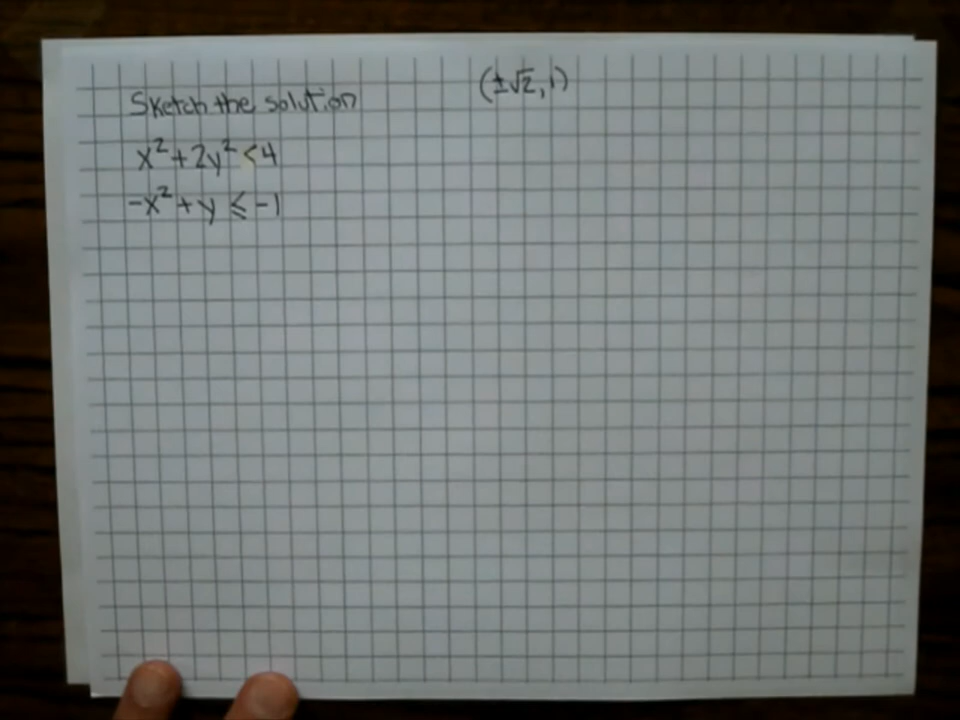 Sketch the solution
(±√2, 1)
x² + 2y² < 4
-x² + y ≤ -1